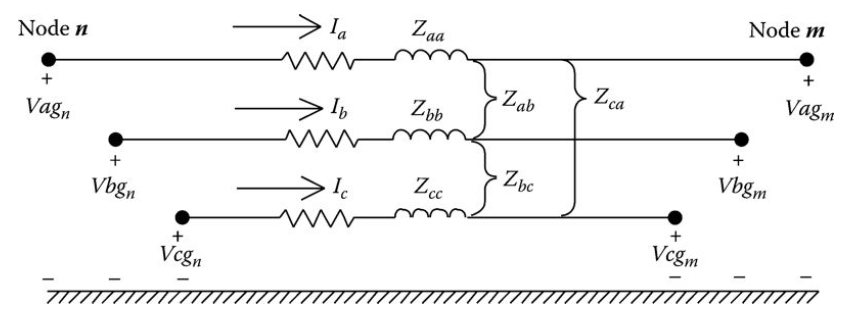 Node n Node m
I_a Z_aa
+ +
Vag_n Vag_m
I_b Z_bb Z_ab Z_ca
+ +
Vbg_n Vbg_m
I_c Z_cc Z_bc
+ +
Vcg_n Vcg_m
– – – – – –